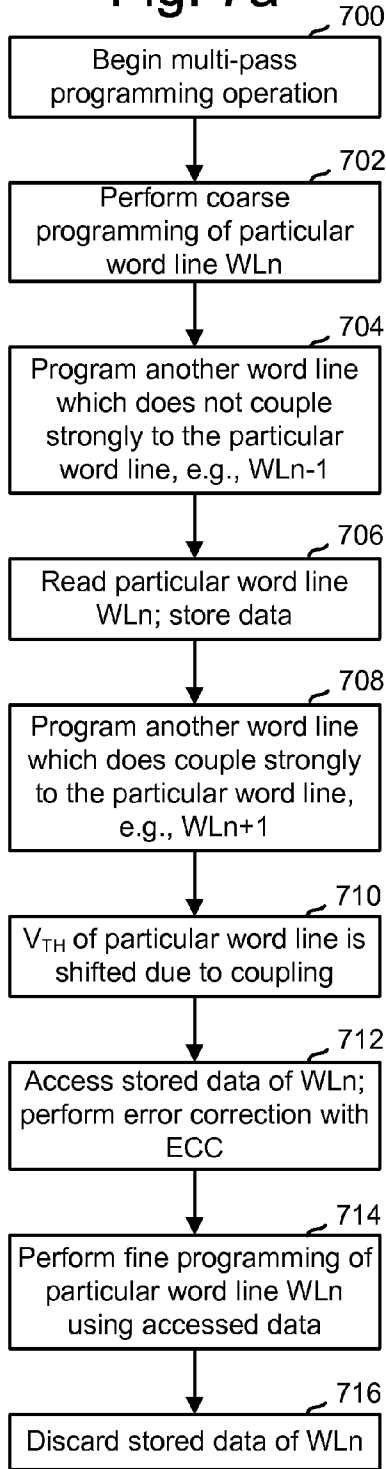 Fig. 7a
700
Begin multi-pass
programming operation
702
Perform coarse
programming of particular
word line WLn
704
Program another word line
which does not couple
strongly to the particular
word line, e.g., WLn-1
706
Read particular word line
WLn; store data
708
Program another word line
which does couple strongly
to the particular word line,
e.g., WLn+1
710
VTH of particular word line is
shifted due to coupling
712
Access stored data of WLn;
perform error correction with
ECC
714
Perform fine programming of
particular word line WLn
using accessed data
716
Discard stored data of WLn